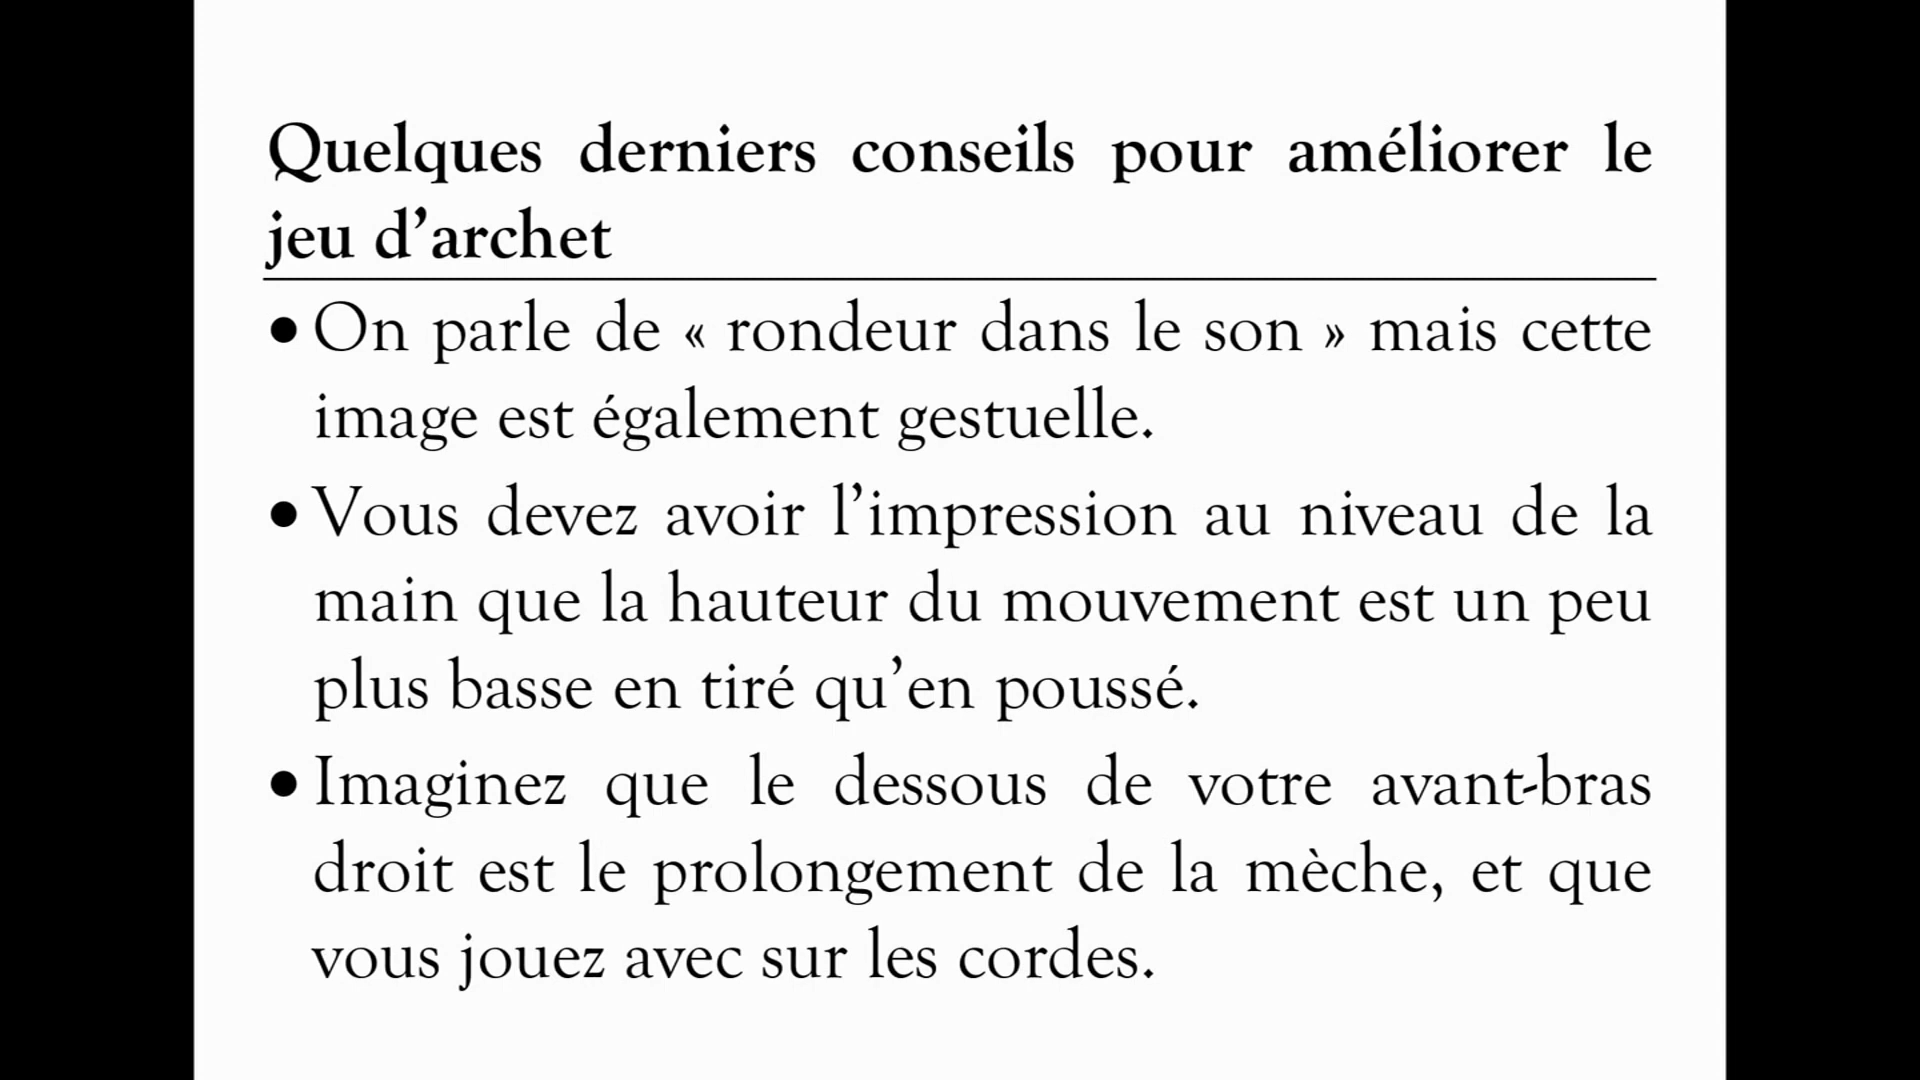 Quelques derniers conseils pour améliorer le
jeu d’archet
• On parle de « rondeur dans le son » mais cette
image est également gestuelle.
• Vous devez avoir l’impression au niveau de la
main que la hauteur du mouvement est un peu
plus basse en tiré qu’en poussé.
• Imaginez que le dessous de votre avant-bras
droit est le prolongement de la mèche, et que
vous jouez avec sur les cordes.